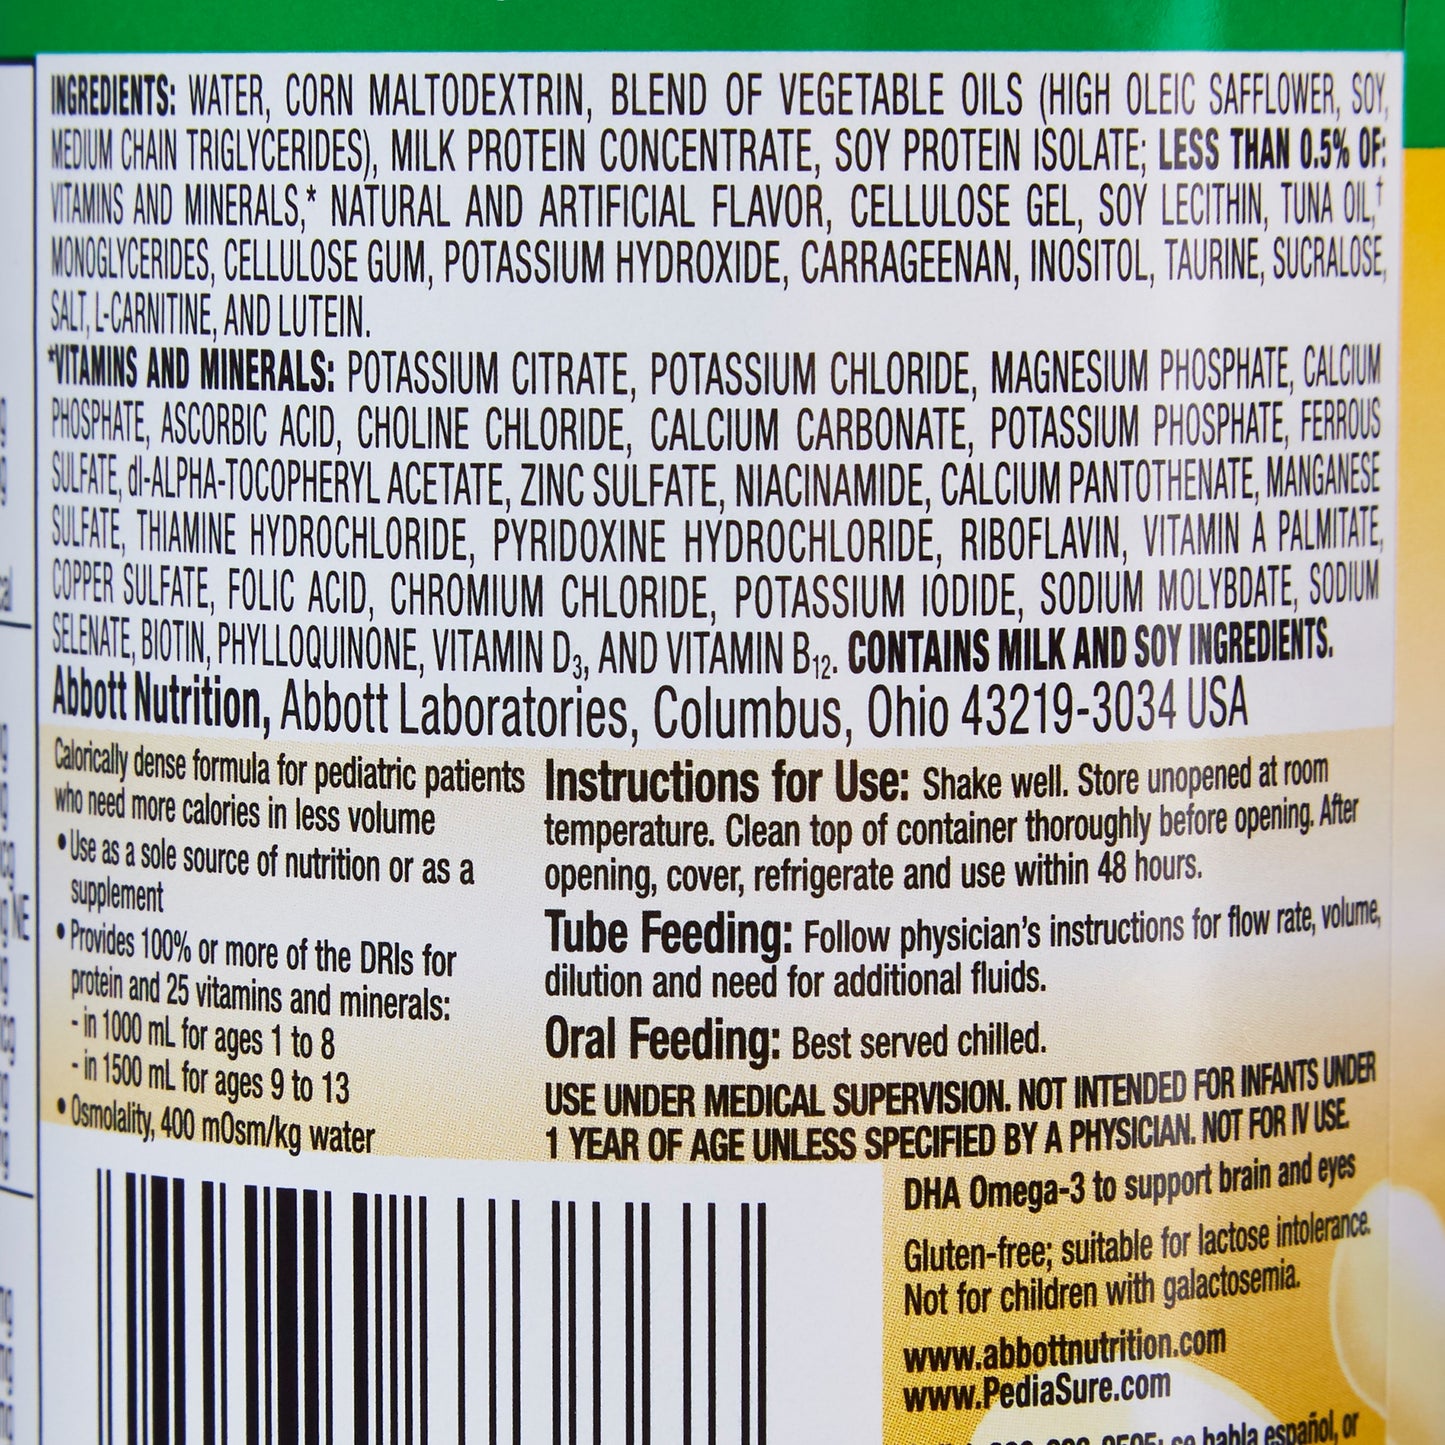 INGREDIENTS: WATER, CORN MALTODEXTRIN, BLEND OF VEGETABLE OILS (HIGH OLEIC SAFFLOWER, SOY,
MEDIUM CHAIN TRIGLYCERIDES), MILK PROTEIN CONCENTRATE, SOY PROTEIN ISOLATE; LESS THAN 0.5% OF:
VITAMINS AND MINERALS,* NATURAL AND ARTIFICIAL FLAVOR, CELLULOSE GEL, SOY LECITHIN, TUNA OIL,†
MONOGLYCERIDES, CELLULOSE GUM, POTASSIUM HYDROXIDE, CARRAGEENAN, INOSITOL, TAURINE, SUCRALOSE,
SALT, L-CARNITINE, AND LUTEIN.
*VITAMINS AND MINERALS: POTASSIUM CITRATE, POTASSIUM CHLORIDE, MAGNESIUM PHOSPHATE, CALCIUM
PHOSPHATE, ASCORBIC ACID, CHOLINE CHLORIDE, CALCIUM CARBONATE, POTASSIUM PHOSPHATE, FERROUS
SULFATE, dl-ALPHA-TOCOPHERYL ACETATE, ZINC SULFATE, NIACINAMIDE, CALCIUM PANTOTHENATE, MANGANESE
SULFATE, THIAMINE HYDROCHLORIDE, PYRIDOXINE HYDROCHLORIDE, RIBOFLAVIN, VITAMIN A PALMITATE,
COPPER SULFATE, FOLIC ACID, CHROMIUM CHLORIDE, POTASSIUM IODIDE, SODIUM MOLYBDATE, SODIUM
SELENATE, BIOTIN, PHYLLOQUINONE, VITAMIN D3, AND VITAMIN B12. CONTAINS MILK AND SOY INGREDIENTS.
Abbott Nutrition, Abbott Laboratories, Columbus, Ohio 43219-3034 USA
Calorically dense formula for pediatric patients
who need more calories in less volume
• Use as a sole source of nutrition or as a
supplement
• Provides 100% or more of the DRIs for
protein and 25 vitamins and minerals:
- in 1000 mL for ages 1 to 8
- in 1500 mL for ages 9 to 13
• Osmolality, 400 mOsm/kg water
Instructions for Use: Shake well. Store unopened at room
temperature. Clean top of container thoroughly before opening. After
opening, cover, refrigerate and use within 48 hours.
Tube Feeding: Follow physician's instructions for flow rate, volume,
dilution and need for additional fluids.
Oral Feeding: Best served chilled.
USE UNDER MEDICAL SUPERVISION. NOT INTENDED FOR INFANTS UNDER
1 YEAR OF AGE UNLESS SPECIFIED BY A PHYSICIAN. NOT FOR IV USE.
DHA Omega-3 to support brain and eyes
Gluten-free; suitable for lactose intolerance.
Not for children with galactosemia.
www.abbottnutrition.com
www.PediaSure.com
se habla español, or